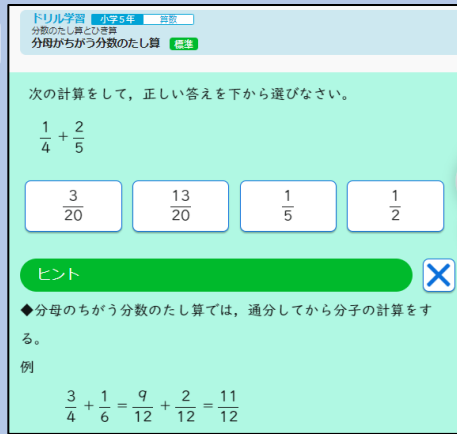 ドリル学習 小学5年 算数
分数のたし算とひき算
分母がちがう分数のたし算 標準
次の計算をして，正しい答えを下から選びなさい。
1/4 + 2/5
3/20 13/20 1/5 1/2
ヒント
◆分母のちがう分数のたし算では，通分してから分子の計算をす
る。
例
3/4 + 1/6 = 9/12 + 2/12 = 11/12